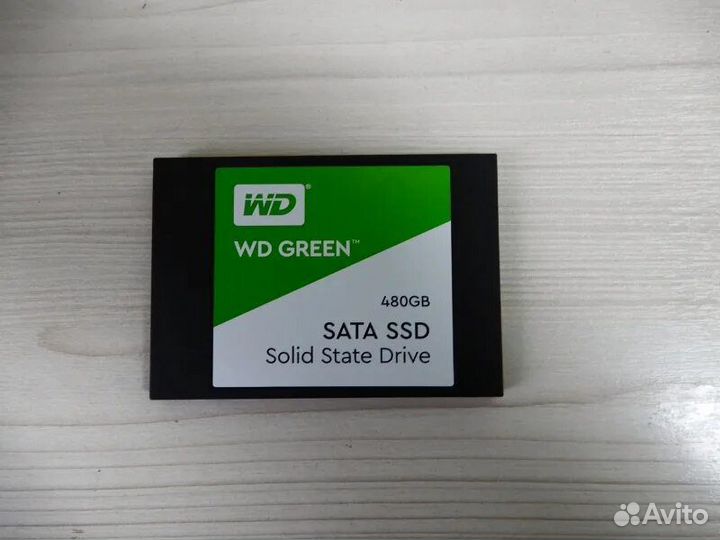 WD®
WD GREEN™
480GB
SATA SSD
Solid State Drive
Avito